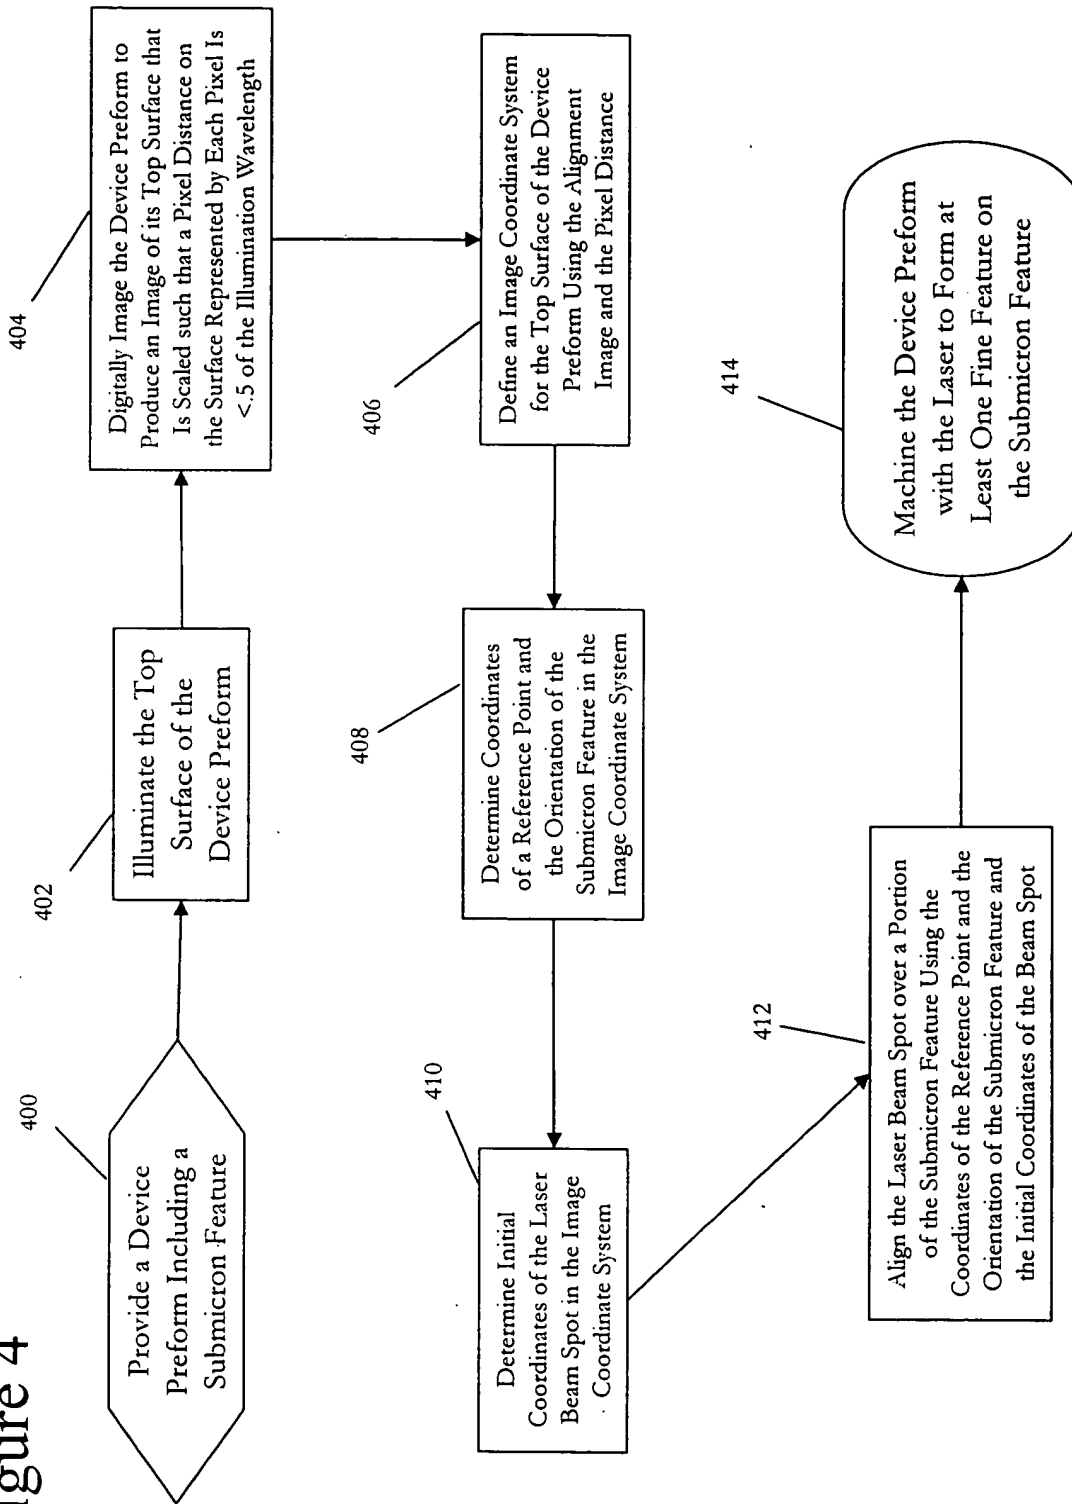 igure 4
400
Provide a Device
Preform Including a
Submicron Feature
402
Illuminate the Top
Surface of the
Device Preform
404
Digitally Image the Device Preform to
Produce an Image of its Top Surface that
Is Scaled such that a Pixel Distance on
the Surface Represented by Each Pixel Is
<.5 of the Illumination Wavelength
406
Define an Image Coordinate System
for the Top Surface of the Device
Preform Using the Alignment
Image and the Pixel Distance
408
Determine Coordinates
of a Reference Point and
the Orientation of the
Submicron Feature in the
Image Coordinate System
410
Determine Initial
Coordinates of the Laser
Beam Spot in the Image
Coordinate System
412
Align the Laser Beam Spot over a Portion
of the Submicron Feature Using the
Coordinates of the Reference Point and the
Orientation of the Submicron Feature and
the Initial Coordinates of the Beam Spot
414
Machine the Device Preform
with the Laser to Form at
Least One Fine Feature on
the Submicron Feature